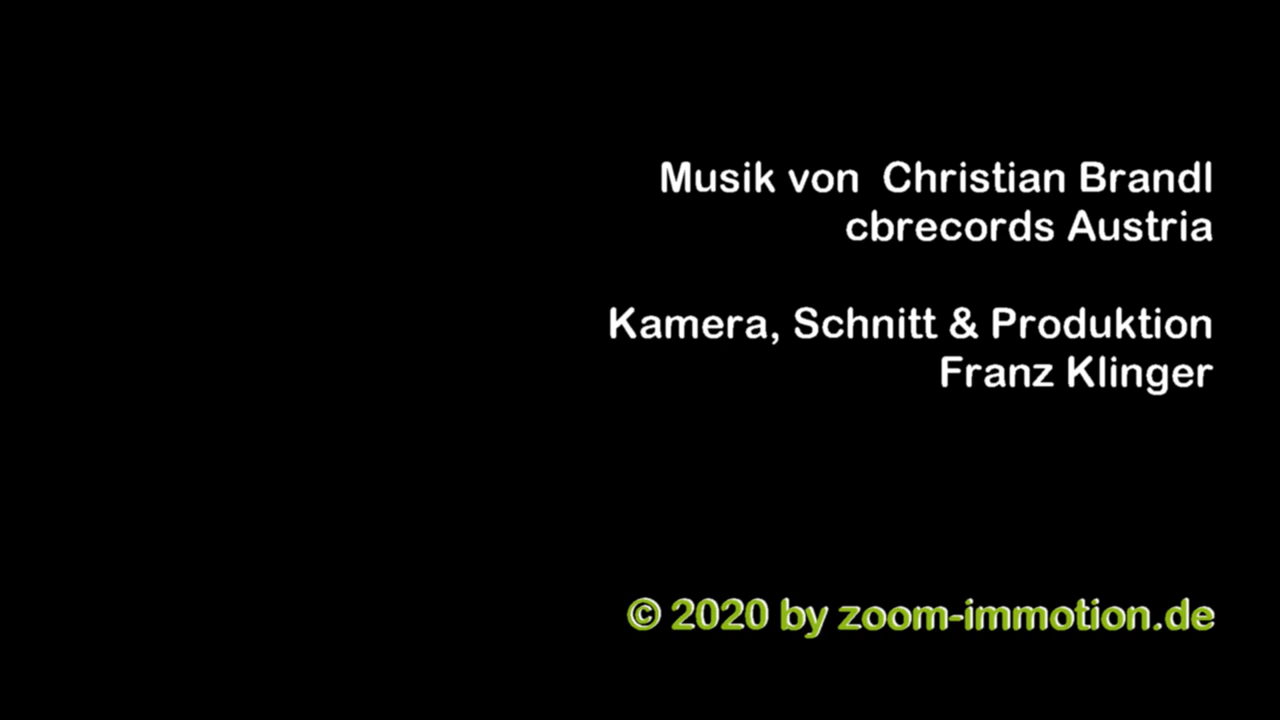 Musik von  Christian Brandl
cbrecords Austria
Kamera, Schnitt & Produktion
Franz Klinger
© 2020 by zoom-immotion.de